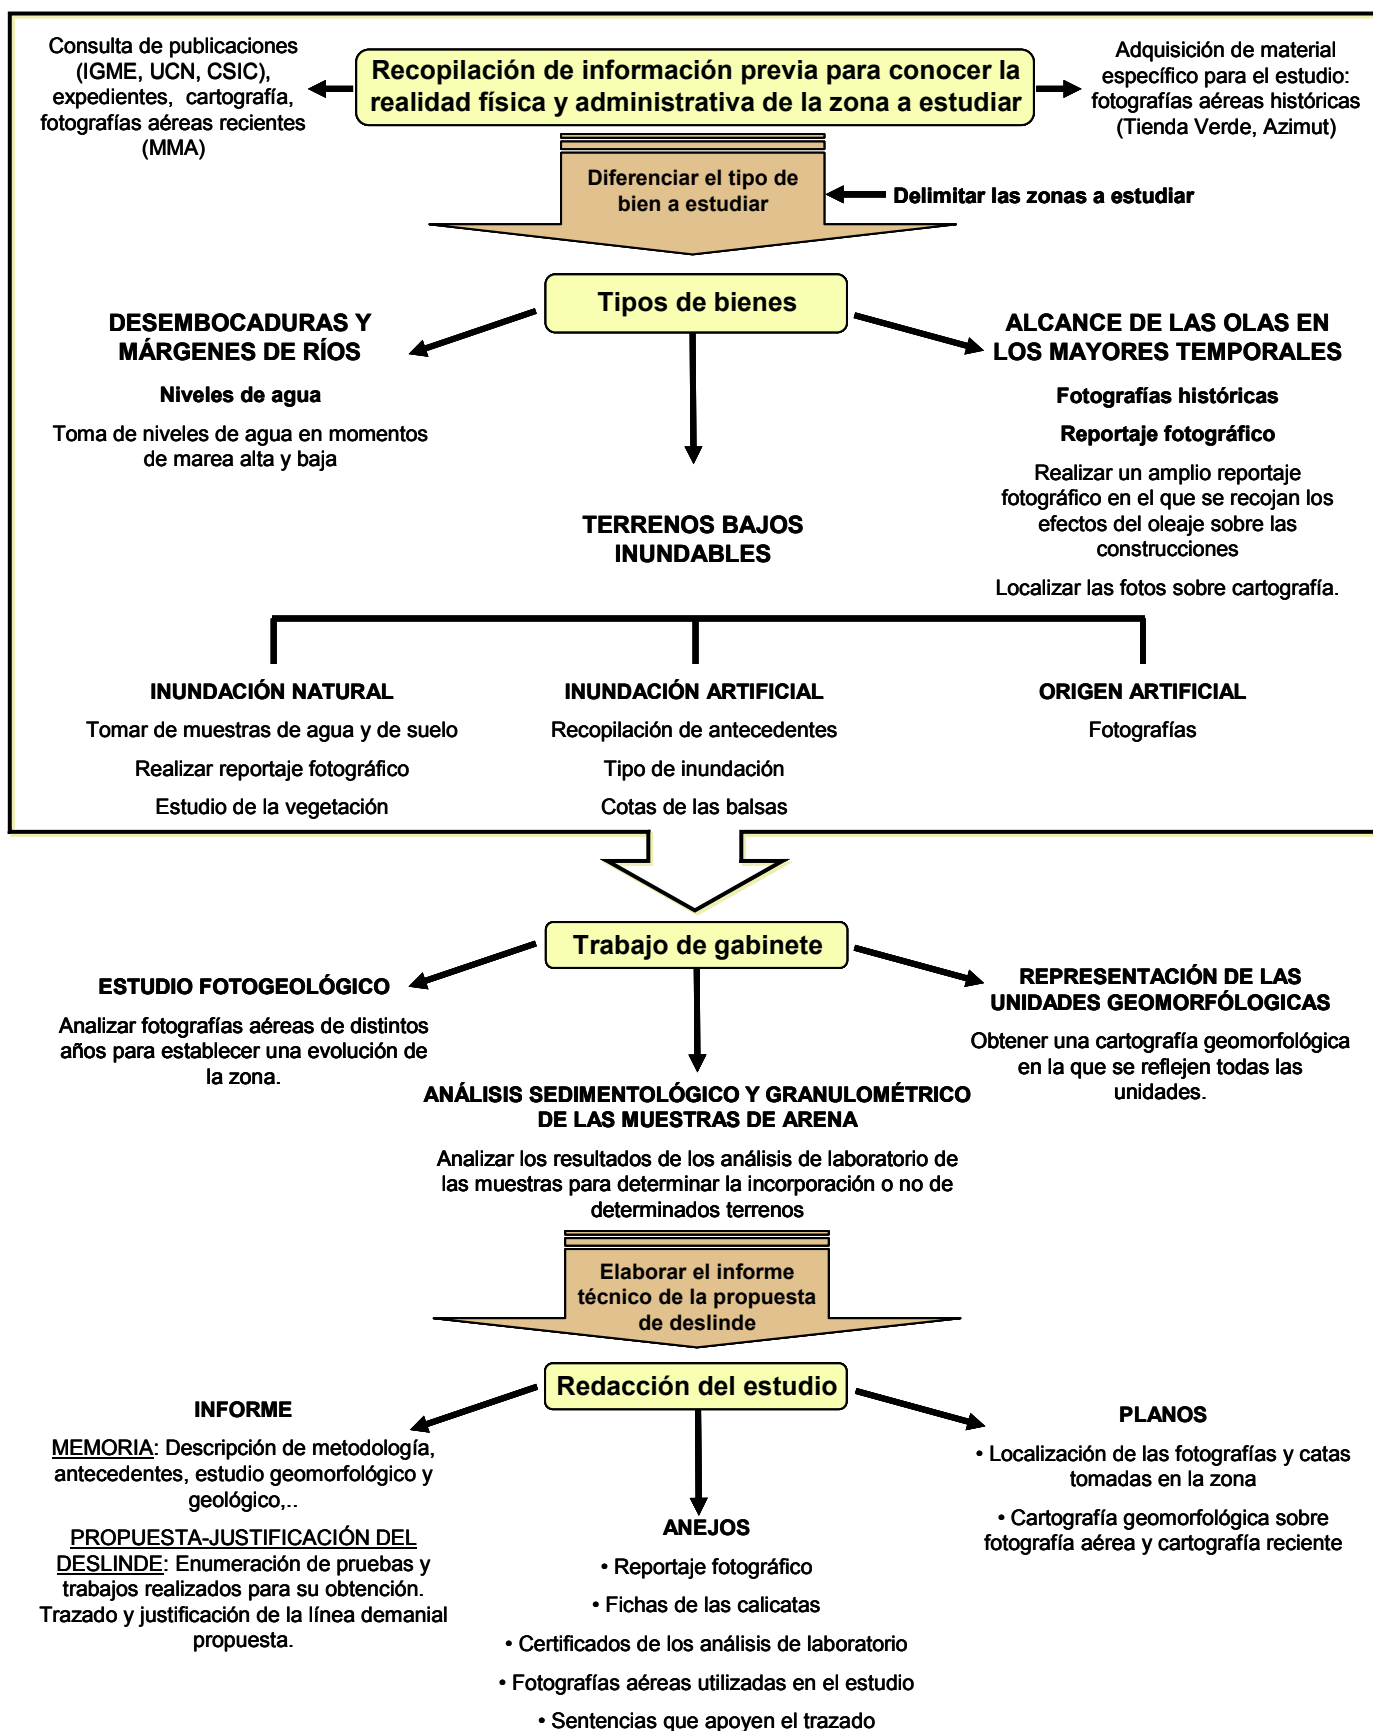 Consulta de publicaciones
(IGME, UCN, CSIC),
expedientes, cartografía,
fotografías aéreas recientes
(MMA)
Recopilación de información previa para conocer la
realidad física y administrativa de la zona a estudiar
Adquisición de material
específico para el estudio:
fotografías aéreas históricas
(Tienda Verde, Azimut)
Diferenciar el tipo de
bien a estudiar
Delimitar las zonas a estudiar
Tipos de bienes
DESEMBOCADURAS Y
MÁRGENES DE RÍOS
Niveles de agua
Toma de niveles de agua en momentos
de marea alta y baja
ALCANCE DE LAS OLAS EN
LOS MAYORES TEMPORALES
Fotografías históricas
Reportaje fotográfico
Realizar un amplio reportaje
fotográfico en el que se recojan los
efectos del oleaje sobre las
construcciones
Localizar las fotos sobre cartografía.
TERRENOS BAJOS
INUNDABLES
INUNDACIÓN NATURAL
Tomar de muestras de agua y de suelo
Realizar reportaje fotográfico
Estudio de la vegetación
INUNDACIÓN ARTIFICIAL
Recopilación de antecedentes
Tipo de inundación
Cotas de las balsas
ORIGEN ARTIFICIAL
Fotografías
Trabajo de gabinete
ESTUDIO FOTOGEOLÓGICO
Analizar fotografías aéreas de distintos
años para establecer una evolución de
la zona.
REPRESENTACIÓN DE LAS
UNIDADES GEOMORFÓLOGICAS
Obtener una cartografía geomorfológica
en la que se reflejen todas las
unidades.
ANÁLISIS SEDIMENTOLÓGICO Y GRANULOMÉTRICO
DE LAS MUESTRAS DE ARENA
Analizar los resultados de los análisis de laboratorio de
las muestras para determinar la incorporación o no de
determinados terrenos
Elaborar el informe
técnico de la propuesta
de deslinde
Redacción del estudio
INFORME
MEMORIA: Descripción de metodología,
antecedentes, estudio geomorfológico y
geológico,..
PROPUESTA-JUSTIFICACIÓN DEL
DESLINDE: Enumeración de pruebas y
trabajos realizados para su obtención.
Trazado y justificación de la línea demanial
propuesta.
ANEJOS
• Reportaje fotográfico
• Fichas de las calicatas
• Certificados de los análisis de laboratorio
• Fotografías aéreas utilizadas en el estudio
• Sentencias que apoyen el trazado
PLANOS
• Localización de las fotografías y catas
tomadas en la zona
• Cartografía geomorfológica sobre
fotografía aérea y cartografía reciente